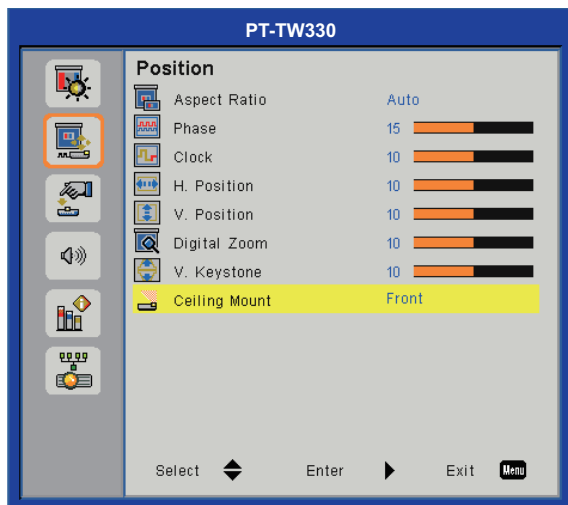 PT-TW330
Position
Aspect Ratio Auto
Phase 15
Clock 10
H. Position 10
V. Position 10
Digital Zoom 10
V. Keystone 10
Ceiling Mount Front
Select Enter Exit Menu